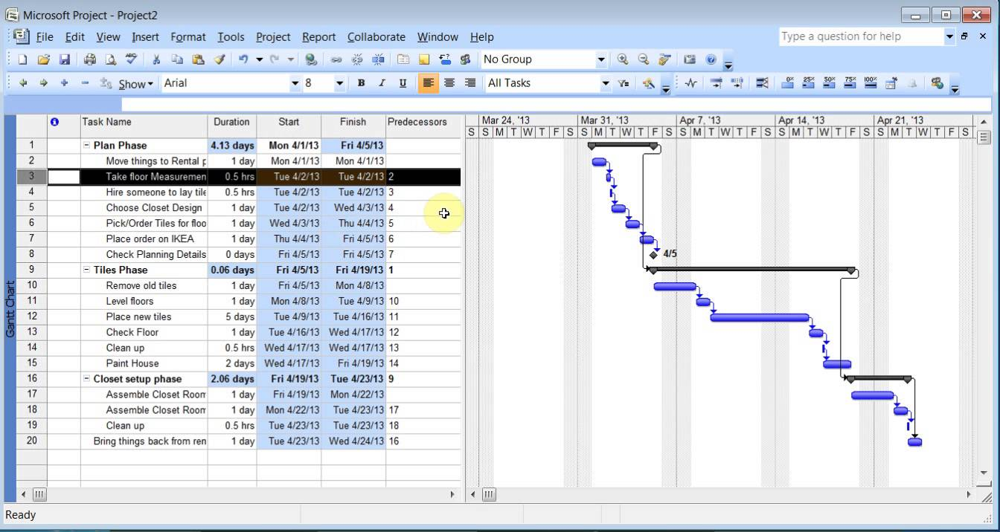 Microsoft Project - Project2
File Edit View Insert Format Tools Project Report Collaborate Window Help Type a question for help
No Group
Show Arial 8 B I U All Tasks 0% 25% 50% 75% 100%
Task Name Duration Start Finish Predecessors Mar 24, '13 Mar 31, '13 Apr 7, '13 Apr 14, '13 Apr 21, '13
S S M T W T F S S M T W T F S S M T W T F S S M T W T F S S M T W T F S
1 Plan Phase 4.13 days Mon 4/1/13 Fri 4/5/13
2 Move things to Rental p 1 day Mon 4/1/13 Mon 4/1/13
3 Take floor Measuremen 0.5 hrs Tue 4/2/13 Tue 4/2/13 2
4 Hire someone to lay tile 0.5 hrs Tue 4/2/13 Tue 4/2/13 3
5 Choose Closet Design 1 day Tue 4/2/13 Wed 4/3/13 4
6 Pick/Order Tiles for floo 1 day Wed 4/3/13 Thu 4/4/13 5
7 Place order on IKEA 1 day Thu 4/4/13 Fri 4/5/13 6
8 Check Planning Details 0 days Fri 4/5/13 Fri 4/5/13 7 4/5
9 Tiles Phase 0.06 days Fri 4/5/13 Fri 4/19/13 1
10 Remove old tiles 1 day Fri 4/5/13 Mon 4/8/13
11 Level floors 1 day Mon 4/8/13 Tue 4/9/13 10
12 Place new tiles 5 days Tue 4/9/13 Tue 4/16/13 11
13 Check Floor 1 day Tue 4/16/13 Wed 4/17/13 12
14 Clean up 0.5 hrs Wed 4/17/13 Wed 4/17/13 13
15 Paint House 2 days Wed 4/17/13 Fri 4/19/13 14
16 Closet setup phase 2.06 days Fri 4/19/13 Tue 4/23/13 9
17 Assemble Closet Room 1 day Fri 4/19/13 Mon 4/22/13
18 Assemble Closet Room 1 day Mon 4/22/13 Tue 4/23/13 17
19 Clean up 0.5 hrs Tue 4/23/13 Tue 4/23/13 18
20 Bring things back from ren 1 day Tue 4/23/13 Wed 4/24/13 16
Gantt Chart
Ready